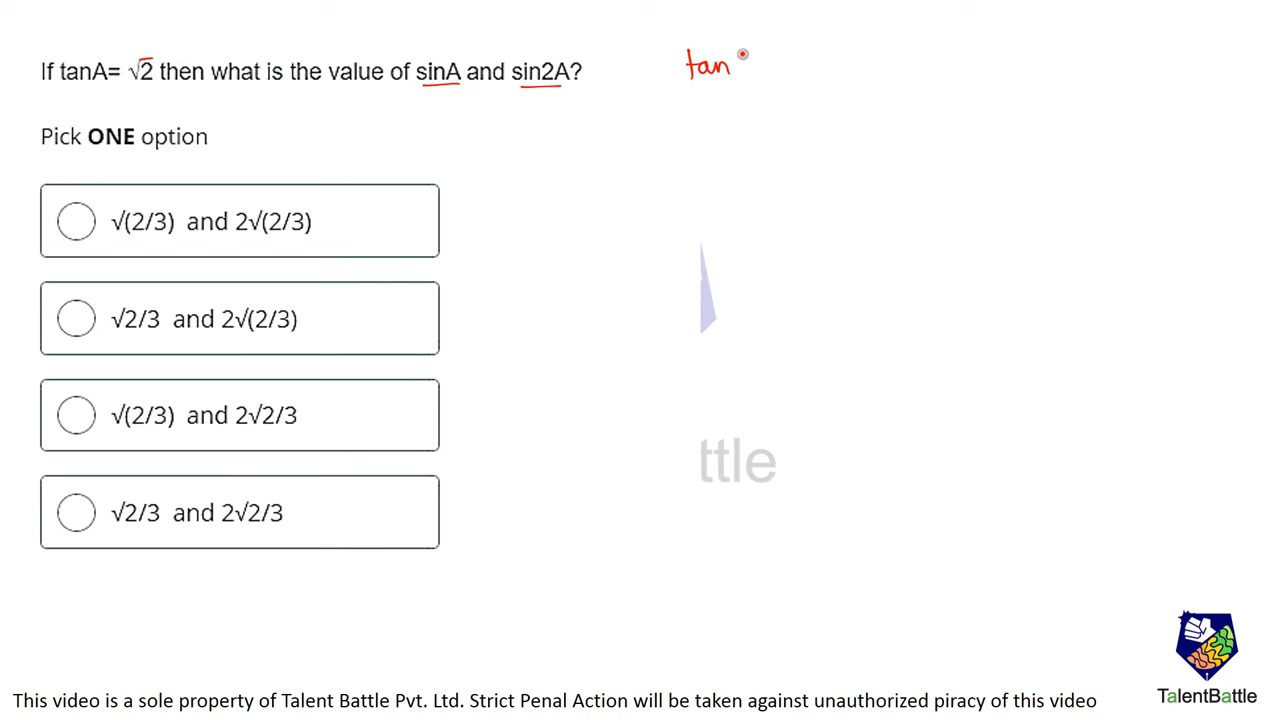 If tanA= √2 then what is the value of sinA and sin2A?
tan
Pick ONE option
√(2/3) and 2√(2/3)
√2/3 and 2√(2/3)
√(2/3) and 2√2/3
√2/3 and 2√2/3
ttle
TalentBattle
This video is a sole property of Talent Battle Pvt. Ltd. Strict Penal Action will be taken against unauthorized piracy of this video